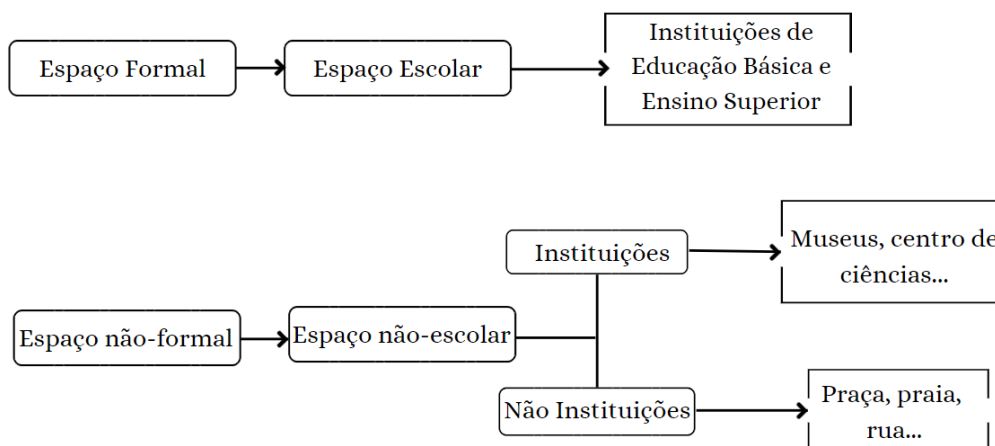 Espaço Formal
Espaço Escolar
Instituições de
Educação Básica e
Ensino Superior
Espaço não-formal
Espaço não-escolar
Instituições
Museus, centro de
ciências...
Não Instituições
Praça, praia,
rua...